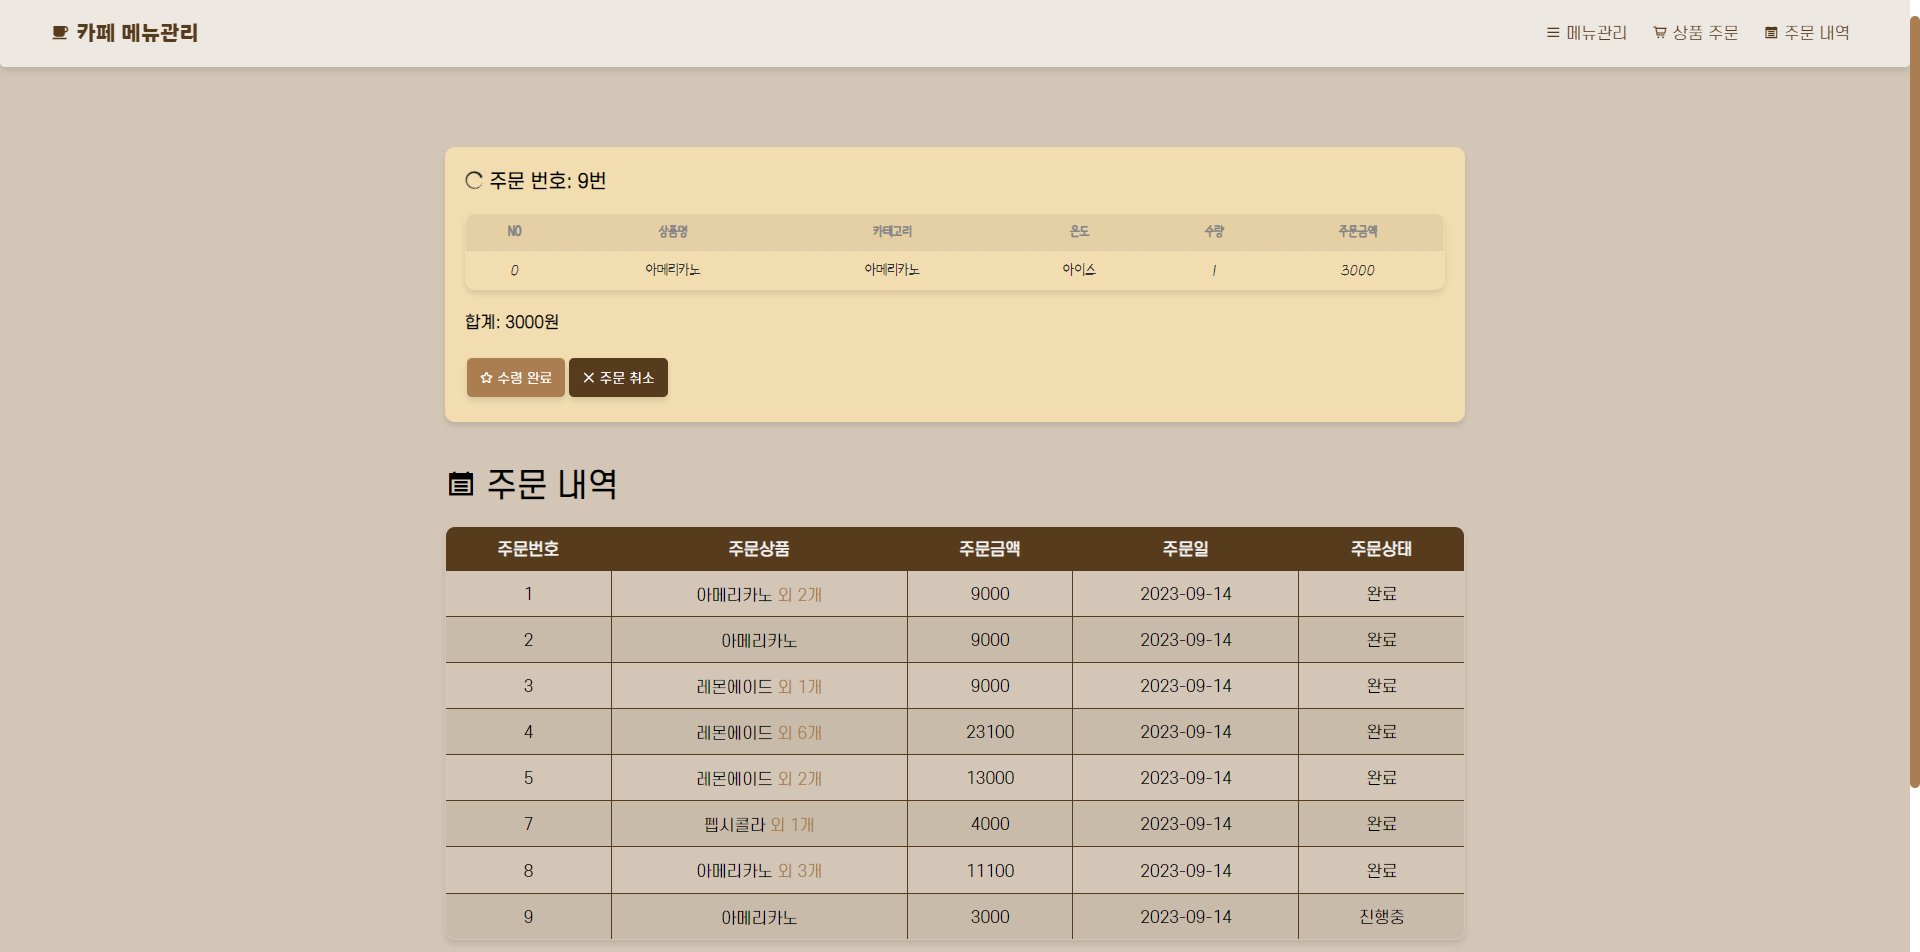 카페 메뉴관리 메뉴관리 상품 주문 주문 내역
주문 번호: 9번
NO 상품명 카테고리 온도 수량 주문금액
0 아메리카노 아메리카노 아이스 1 3000
합계: 3000원
수령 완료 주문 취소
주문 내역
주문번호 주문상품 주문금액 주문일 주문상태
1 아메리카노 외 2개 9000 2023-09-14 완료
2 아메리카노 9000 2023-09-14 완료
3 레몬에이드 외 1개 9000 2023-09-14 완료
4 레몬에이드 외 6개 23100 2023-09-14 완료
5 레몬에이드 외 2개 13000 2023-09-14 완료
7 펩시콜라 외 1개 4000 2023-09-14 완료
8 아메리카노 외 3개 11100 2023-09-14 완료
9 아메리카노 3000 2023-09-14 진행중